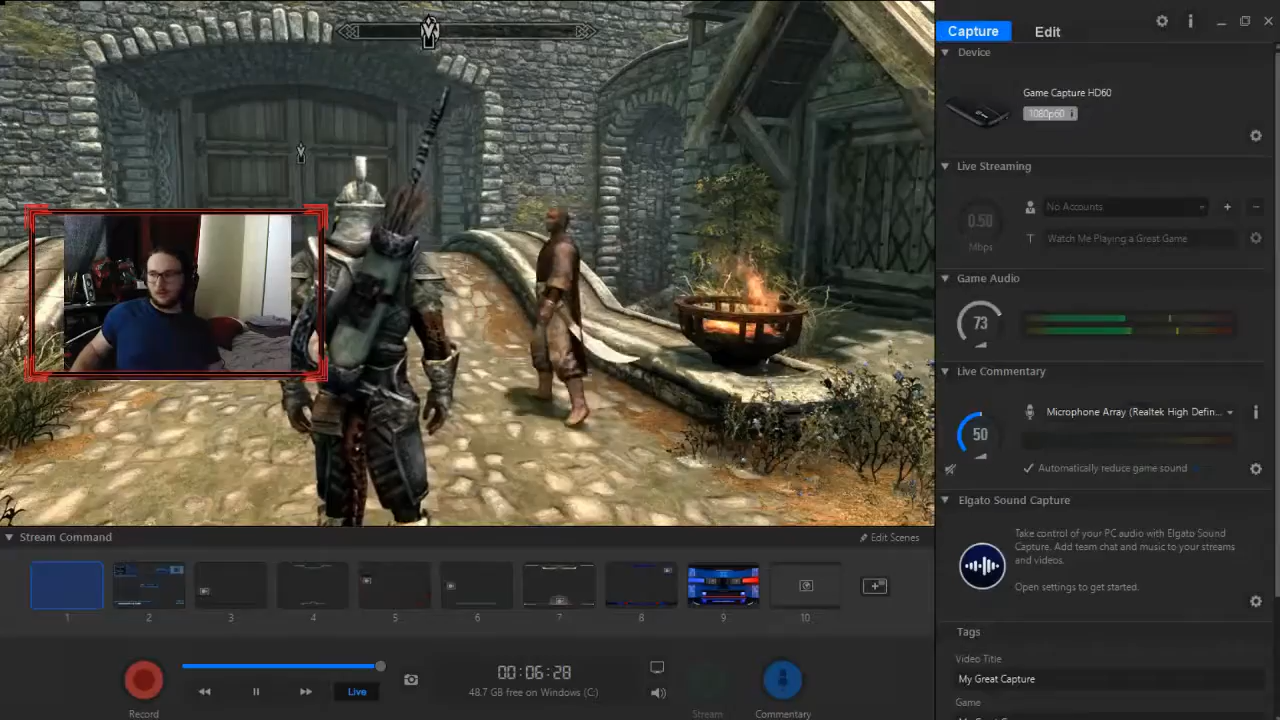 Capture
Edit
Device
Game Capture HD60
1080p60
Live Streaming
0.50
Mbps
No Accounts
T
Watch Me Playing a Great Game
Game Audio
73
Live Commentary
50
Microphone Array (Realtek High Defin...
Automatically reduce game sound
Elgato Sound Capture
Take control of your PC audio with Elgato Sound
Capture. Add team chat and music to your streams
and videos.
Open settings to get started.
Tags
Video Title
My Great Capture
Game
Stream Command
Edit Scenes
1
2
3
4
5
6
7
8
9
10
00:06:28
48.7 GB free on Windows (C:)
Live
Record
Stream
Commentary